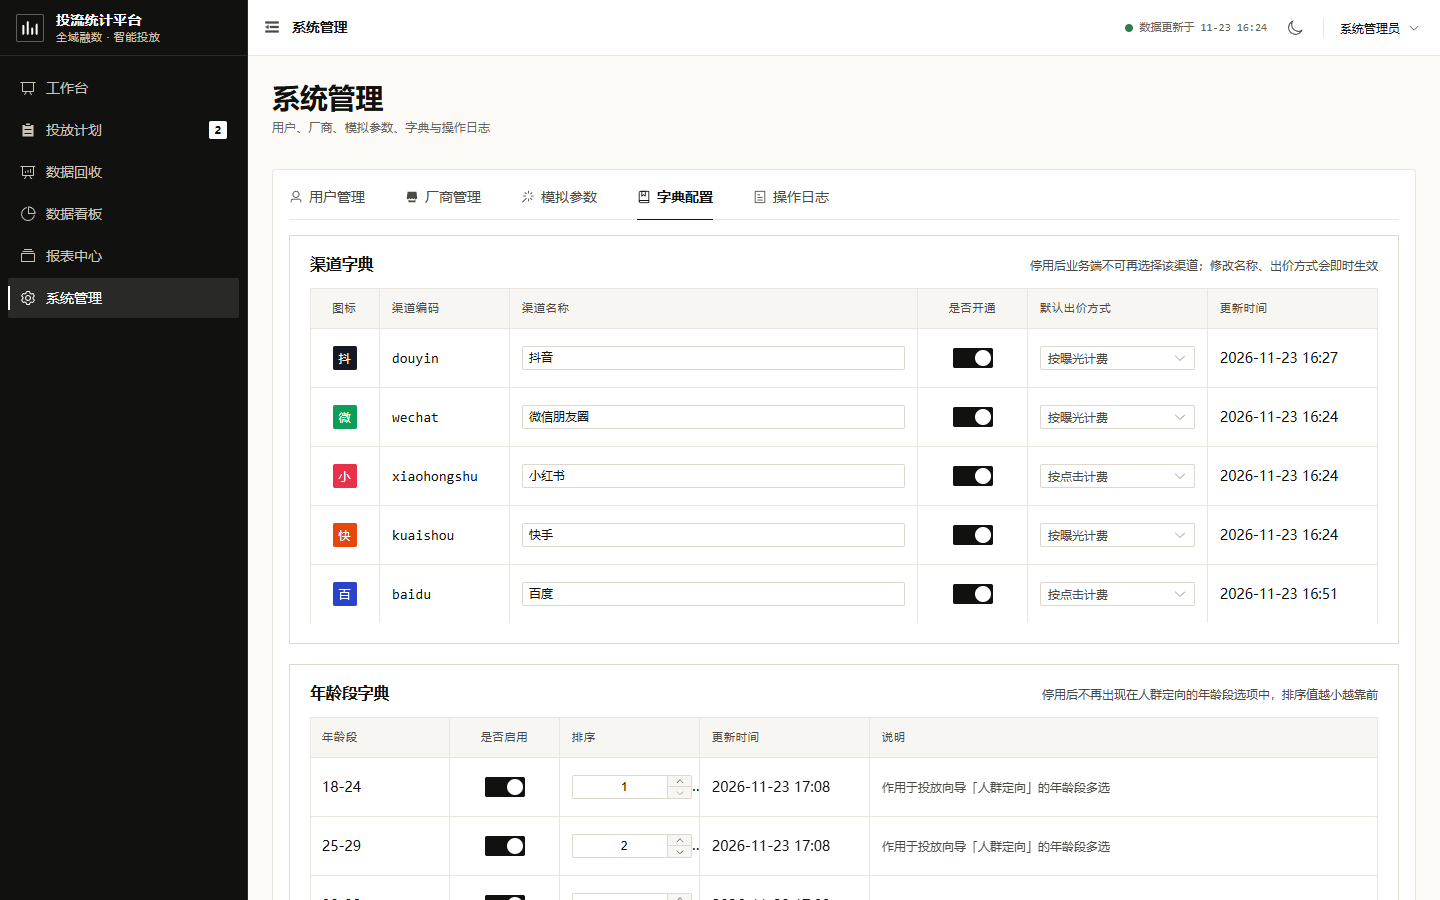 投流统计平台
全域融数 · 智能投放
工作台
投放计划 2
数据回收
数据看板
报表中心
系统管理
系统管理
数据更新于 11-23 16:24
系统管理员
系统管理
用户、厂商、模拟参数、字典与操作日志
用户管理 厂商管理 模拟参数 字典配置 操作日志
渠道字典
停用后业务端不可再选择该渠道；修改名称、出价方式会即时生效
图标 渠道编码 渠道名称 是否开通 默认出价方式 更新时间
抖 douyin 抖音 按曝光计费 2026-11-23 16:27
微 wechat 微信朋友圈 按曝光计费 2026-11-23 16:24
小 xiaohongshu 小红书 按点击计费 2026-11-23 16:24
快 kuaishou 快手 按曝光计费 2026-11-23 16:24
百 baidu 百度 按点击计费 2026-11-23 16:51
年龄段字典
停用后不再出现在人群定向的年龄段选项中，排序值越小越靠前
年龄段 是否启用 排序 更新时间 说明
18-24 1 .. 2026-11-23 17:08 作用于投放向导「人群定向」的年龄段多选
25-29 2 .. 2026-11-23 17:08 作用于投放向导「人群定向」的年龄段多选